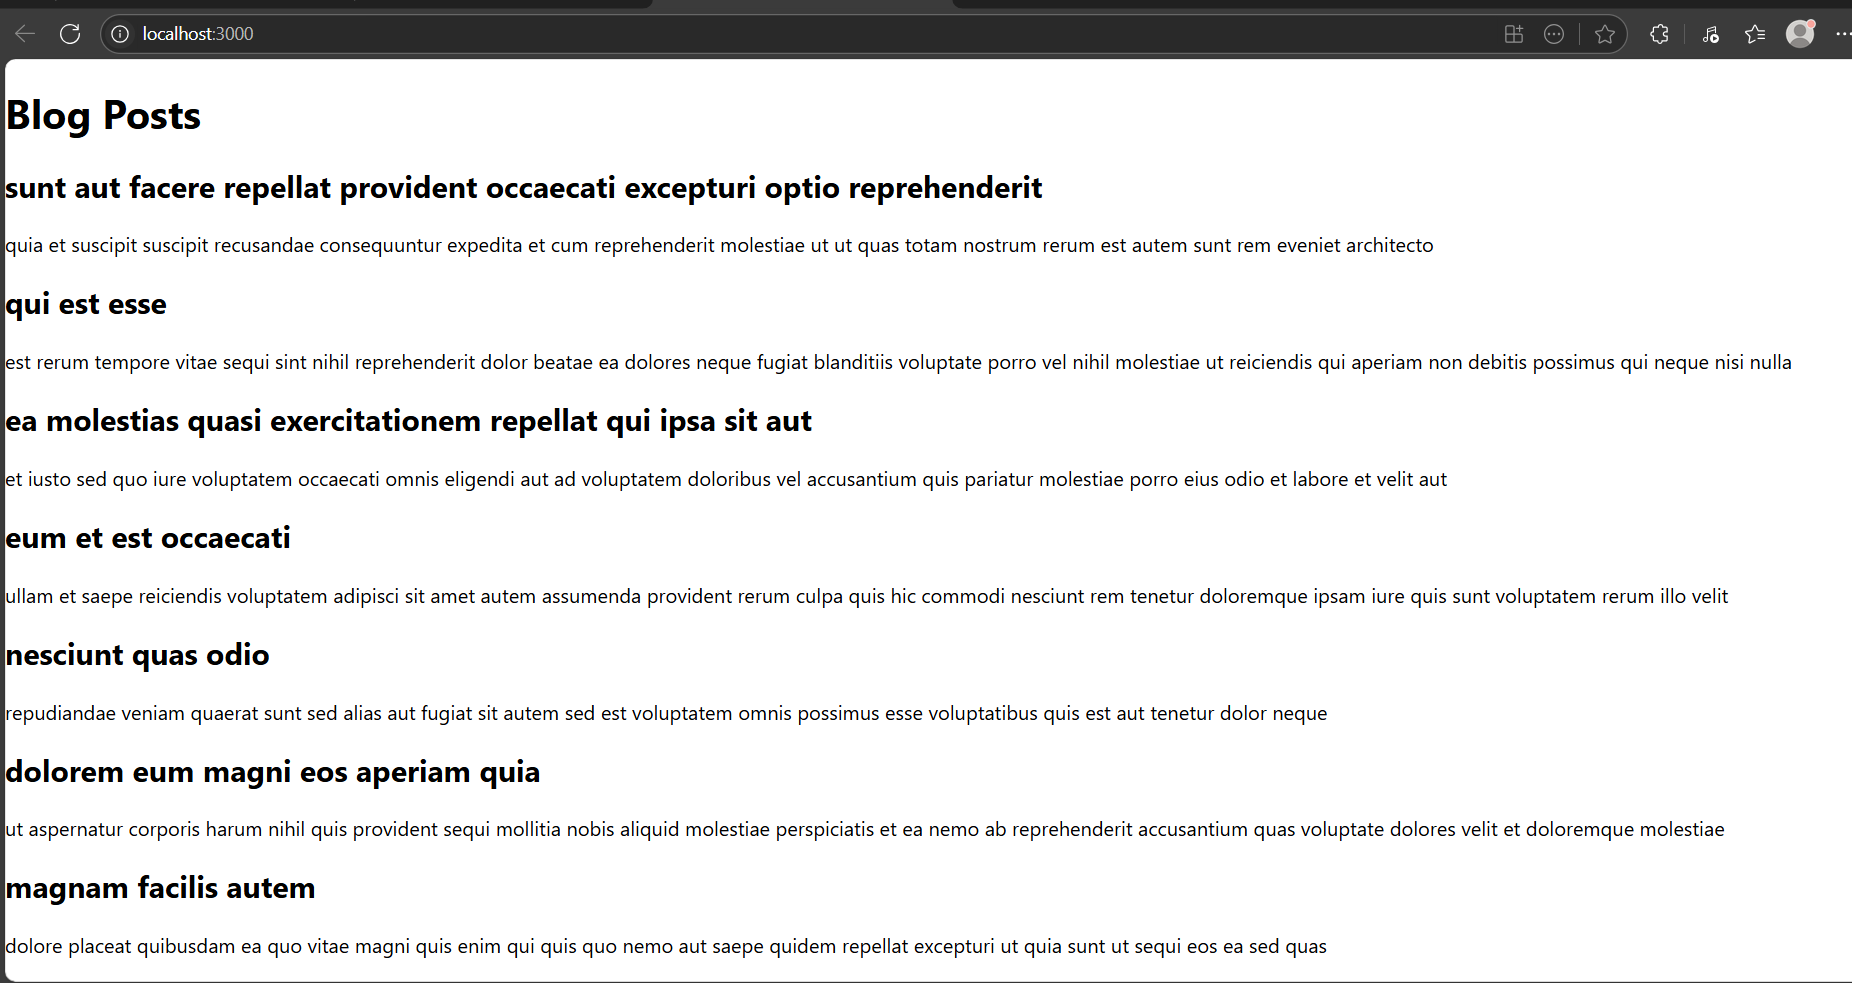 localhost:3000
Blog Posts
sunt aut facere repellat provident occaecati excepturi optio reprehenderit
quia et suscipit suscipit recusandae consequuntur expedita et cum reprehenderit molestiae ut ut quas totam nostrum rerum est autem sunt rem eveniet architecto
qui est esse
est rerum tempore vitae sequi sint nihil reprehenderit dolor beatae ea dolores neque fugiat blanditiis voluptate porro vel nihil molestiae ut reiciendis qui aperiam non debitis possimus qui neque nisi nulla
ea molestias quasi exercitationem repellat qui ipsa sit aut
et iusto sed quo iure voluptatem occaecati omnis eligendi aut ad voluptatem doloribus vel accusantium quis pariatur molestiae porro eius odio et labore et velit aut
eum et est occaecati
ullam et saepe reiciendis voluptatem adipisci sit amet autem assumenda provident rerum culpa quis hic commodi nesciunt rem tenetur doloremque ipsam iure quis sunt voluptatem rerum illo velit
nesciunt quas odio
repudiandae veniam quaerat sunt sed alias aut fugiat sit autem sed est voluptatem omnis possimus esse voluptatibus quis est aut tenetur dolor neque
dolorem eum magni eos aperiam quia
ut aspernatur corporis harum nihil quis provident sequi mollitia nobis aliquid molestiae perspiciatis et ea nemo ab reprehenderit accusantium quas voluptate dolores velit et doloremque molestiae
magnam facilis autem
dolore placeat quibusdam ea quo vitae magni quis enim qui quis quo nemo aut saepe quidem repellat excepturi ut quia sunt ut sequi eos ea sed quas